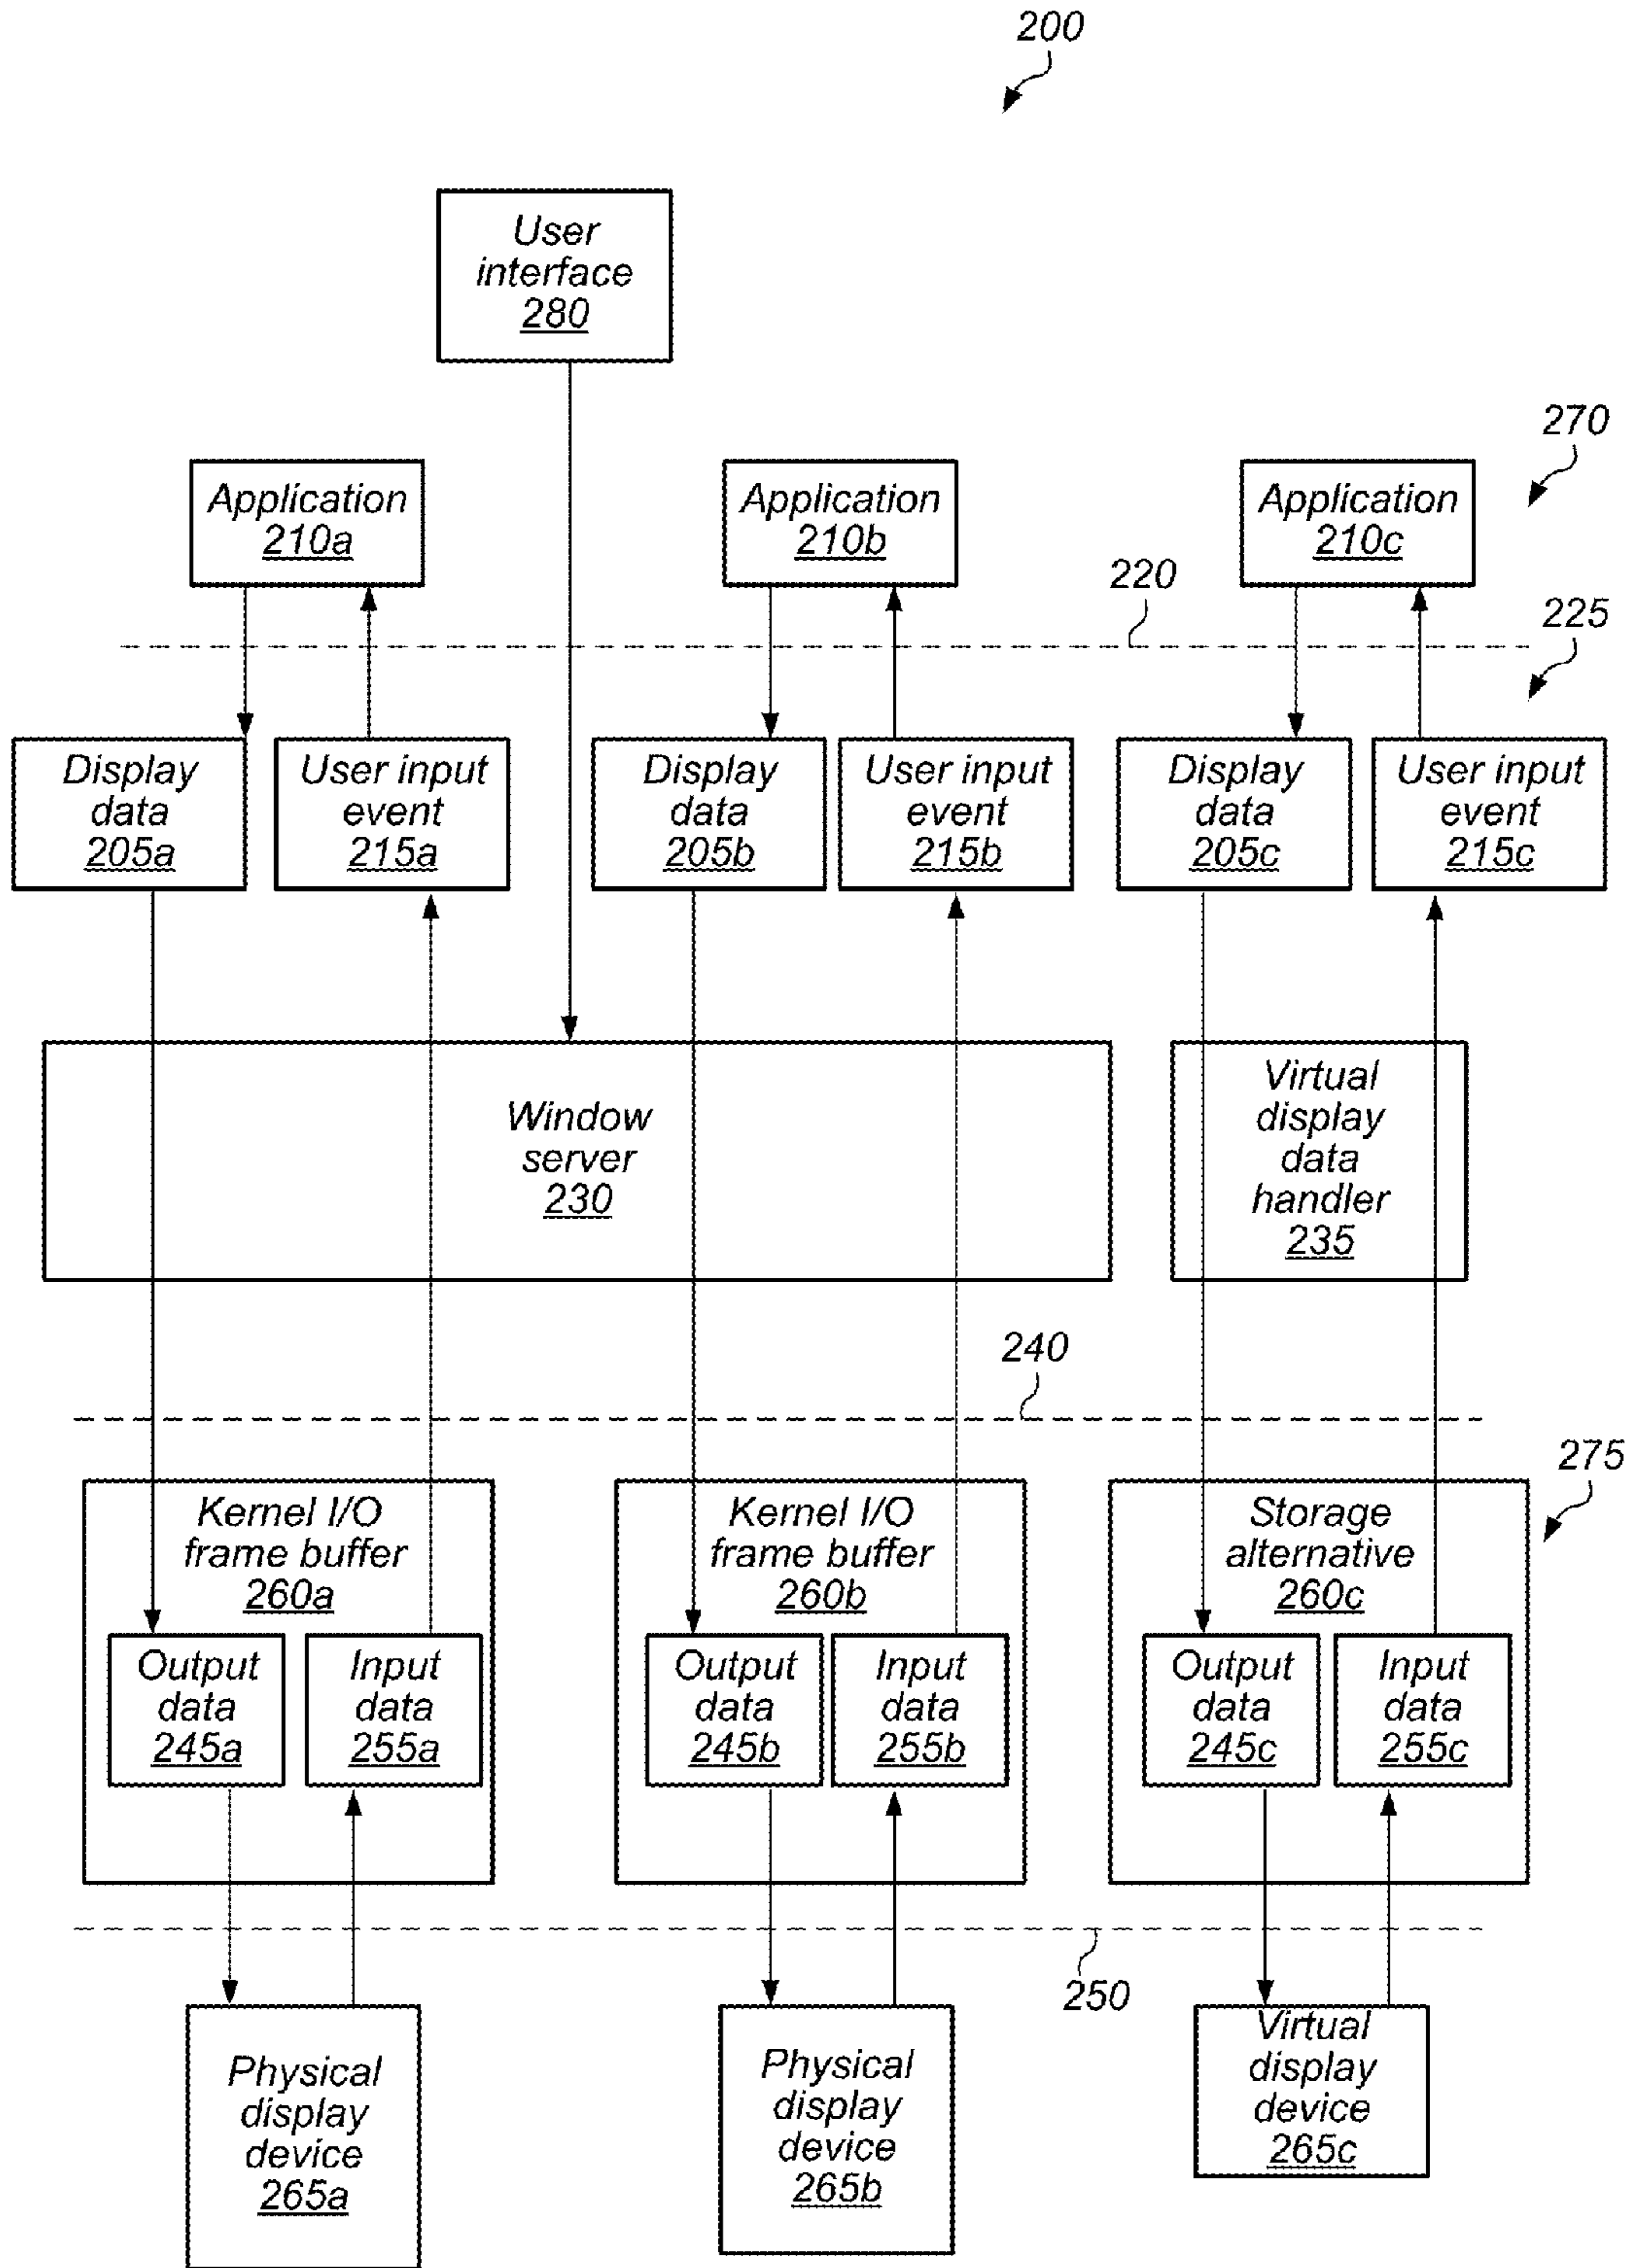 200
User
interface
280
270
Application
210a
Application
210b
Application
210c
220
225
Display
data
205a
User input
event
215a
Display
data
205b
User input
event
215b
Display
data
205c
User input
event
215c
Window
server
230
Virtual
display
data
handler
235
240
275
Kernel I/O
frame buffer
260a
Output
data
245a
Input
data
255a
Kernel I/O
frame buffer
260b
Output
data
245b
Input
data
255b
Storage
alternative
260c
Output
data
245c
Input
data
255c
250
Physical
display
device
265a
Physical
display
device
265b
Virtual
display
device
265c